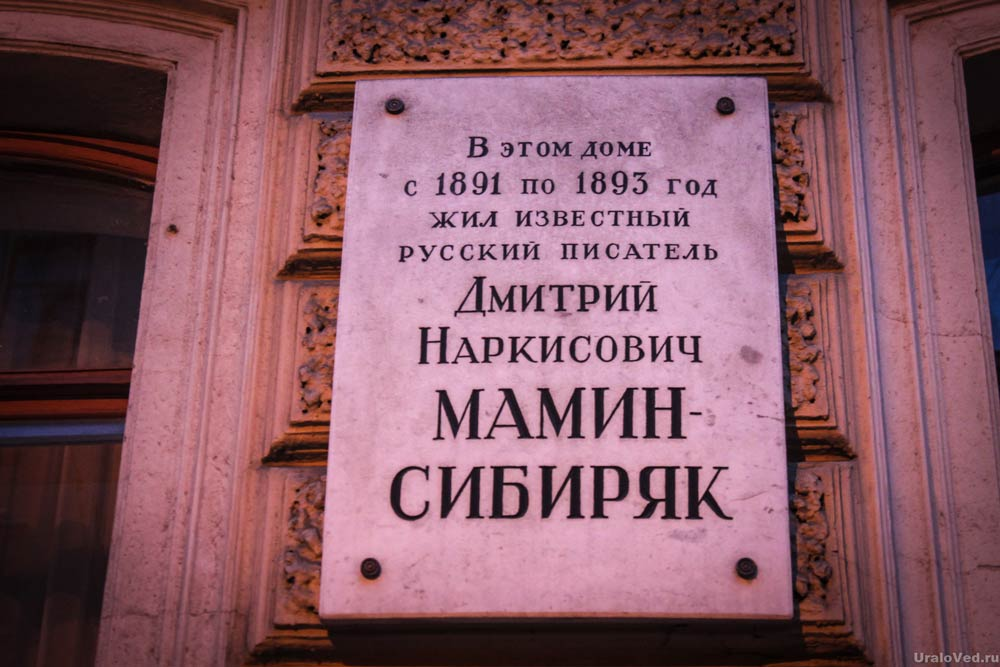 В этом доме
с 1891 по 1893 год
жил известный
русский писатель
Дмитрий
Наркисович
МАМИН-
СИБИРЯК
UraloVed.ru